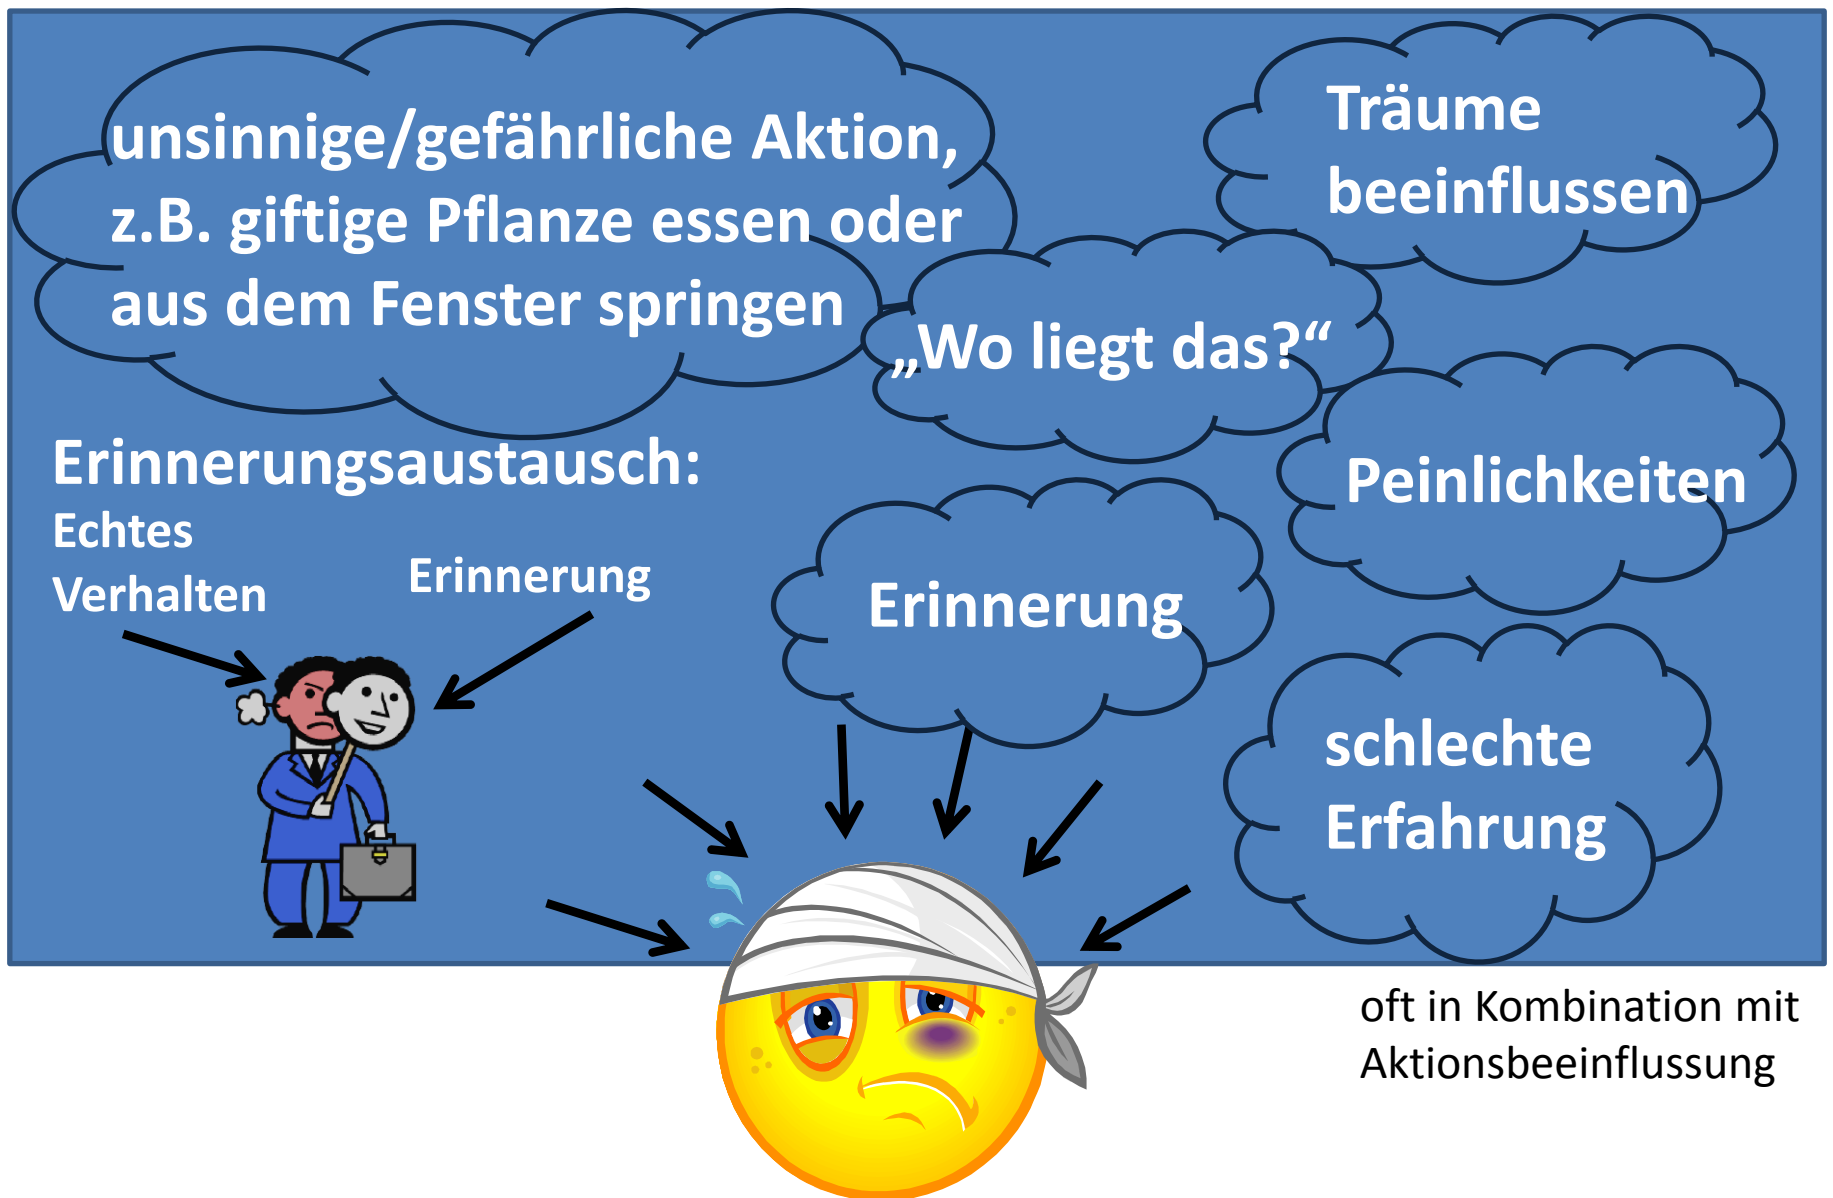 unsinnige/gefährliche Aktion,
z.B. giftige Pflanze essen oder
aus dem Fenster springen
Träume
beeinflussen
„Wo liegt das?“
Peinlichkeiten
Erinnerungsaustausch:
Echtes
Verhalten
Erinnerung
Erinnerung
schlechte
Erfahrung
oft in Kombination mit
Aktionsbeeinflussung